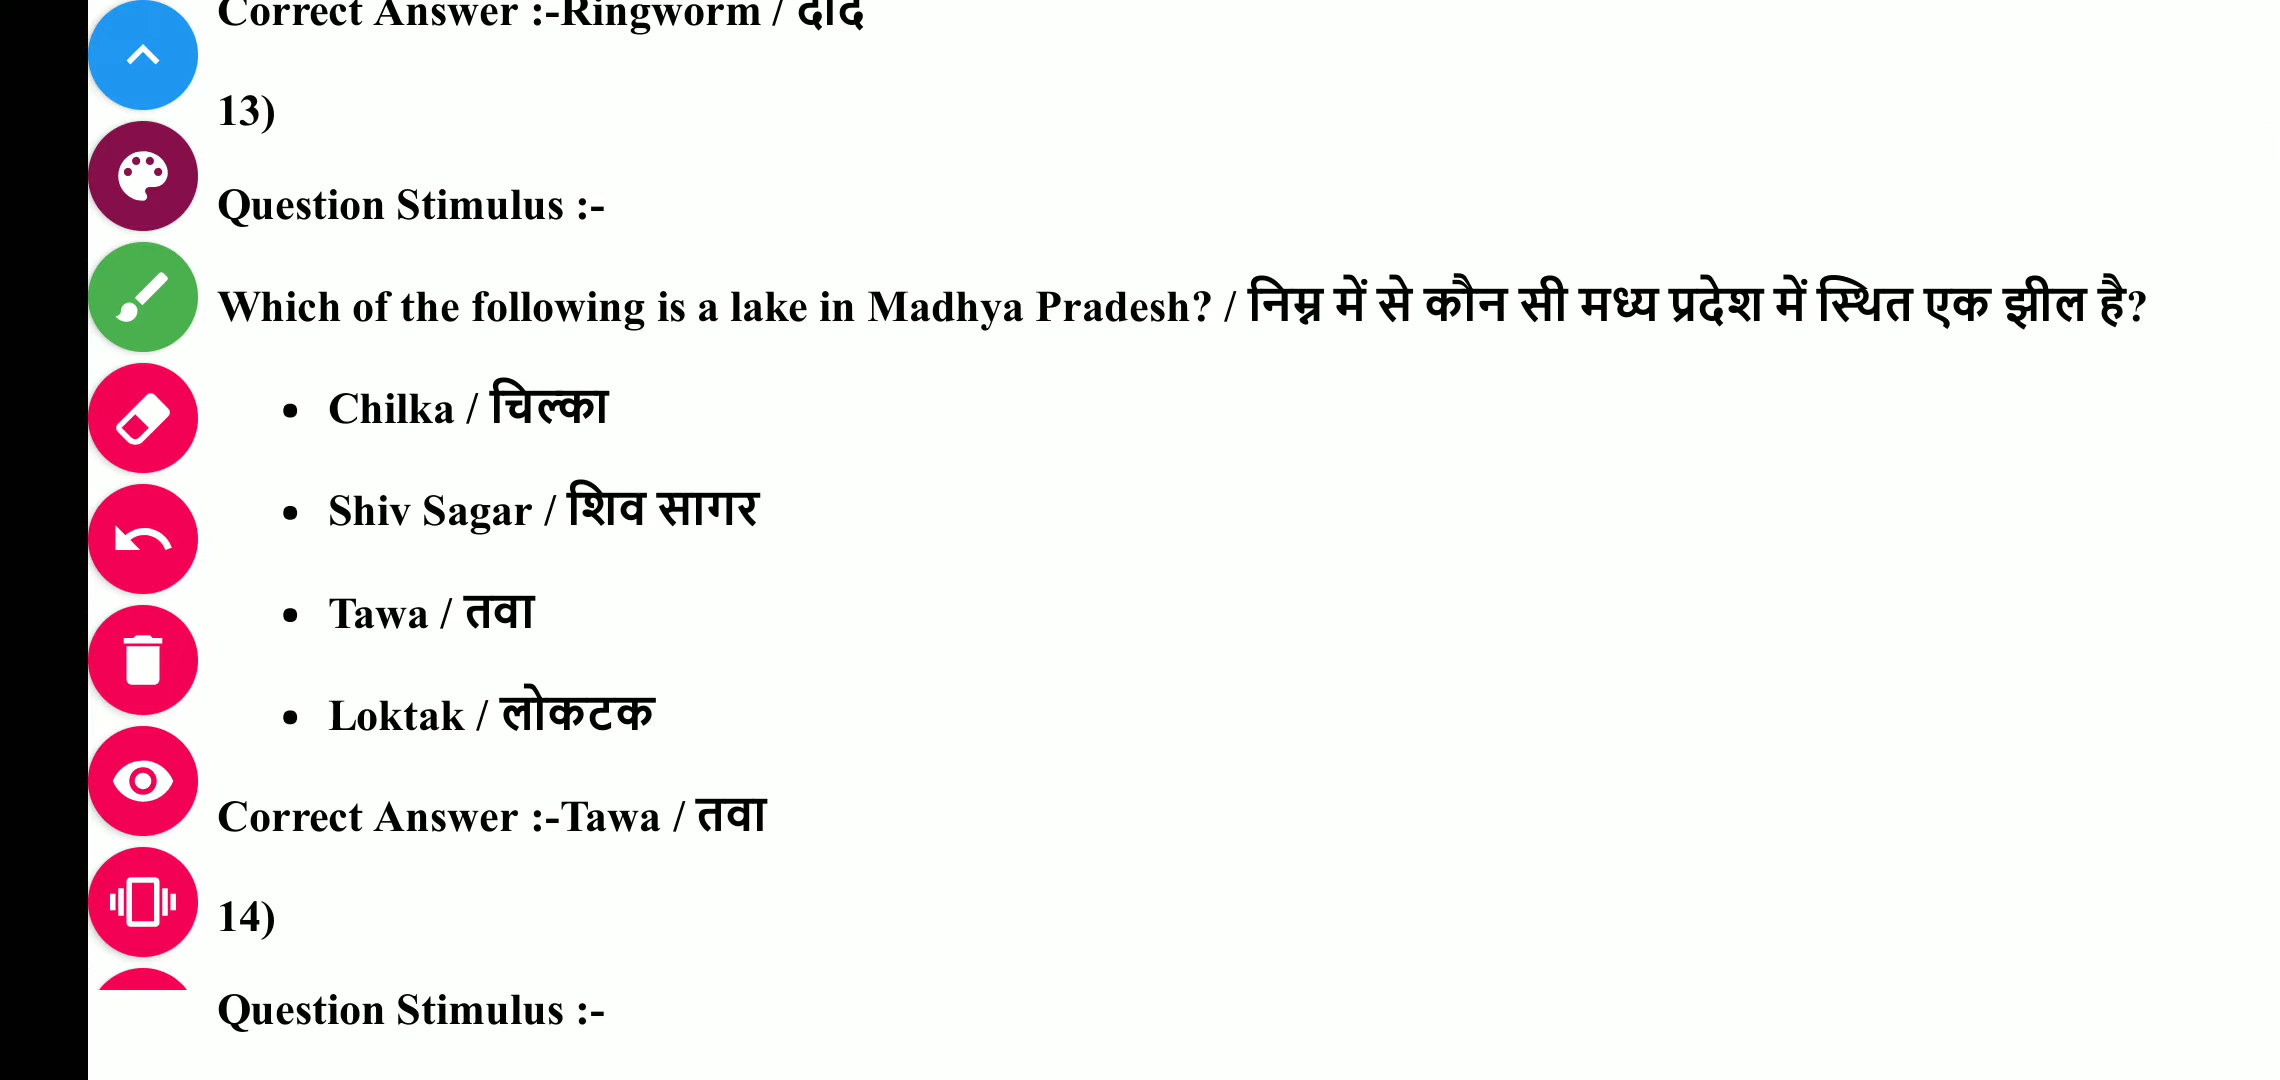 Correct Answer :-Ringworm / दाद
13)
Question Stimulus :-
Which of the following is a lake in Madhya Pradesh? / निम्न में से कौन सी मध्य प्रदेश में स्थित एक झील है?
• Chilka / चिल्का
• Shiv Sagar / शिव सागर
• Tawa / तवा
• Loktak / लोकटक
Correct Answer :-Tawa / तवा
14)
Question Stimulus :-